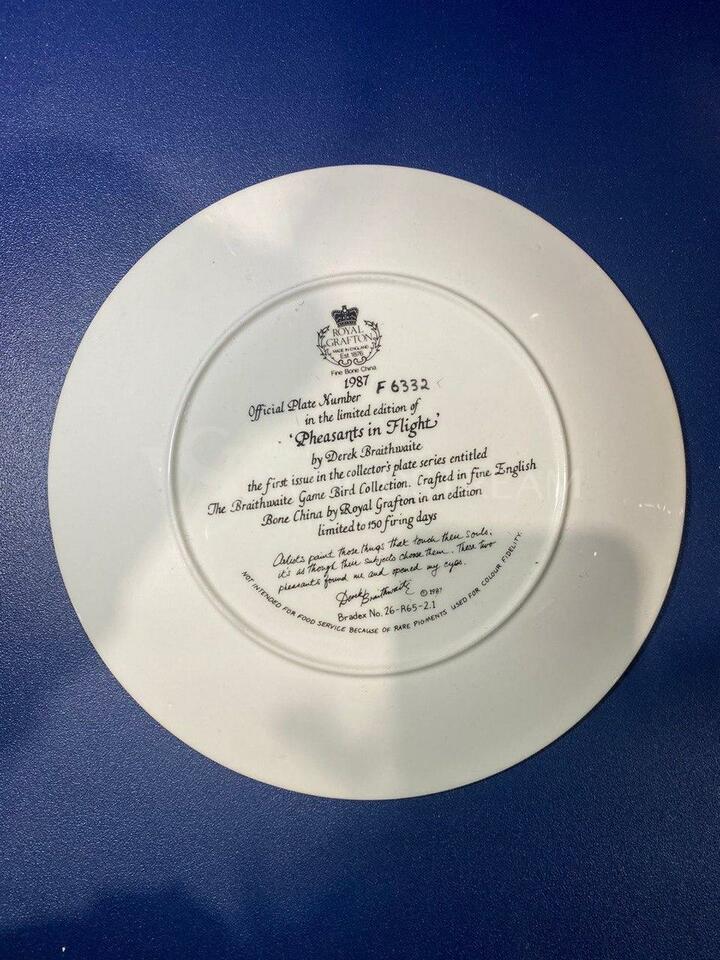 ROYAL
GRAFTON
MADE IN ENGLAND
Est 1876
Fine Bone China
1987
Official Plate Number F 6332
in the limited edition of
'Pheasants in Flight'
by Derek Braithwaite
the first issue in the collector's plate series entitled
The Braithwaite Game Bird Collection. Crafted in fine English
Bone China by Royal Grafton in an edition
limited to 150 firing days
Artists paint those things that touch their souls;
it's as though their subjects choose them. These two
pheasants found me and opened my eyes.
Derek Braithwaite © 1987
Bradex No. 26-R65-2.1
NOT INTENDED FOR FOOD SERVICE BECAUSE OF RARE PIGMENTS USED FOR COLOUR FIDELITY.